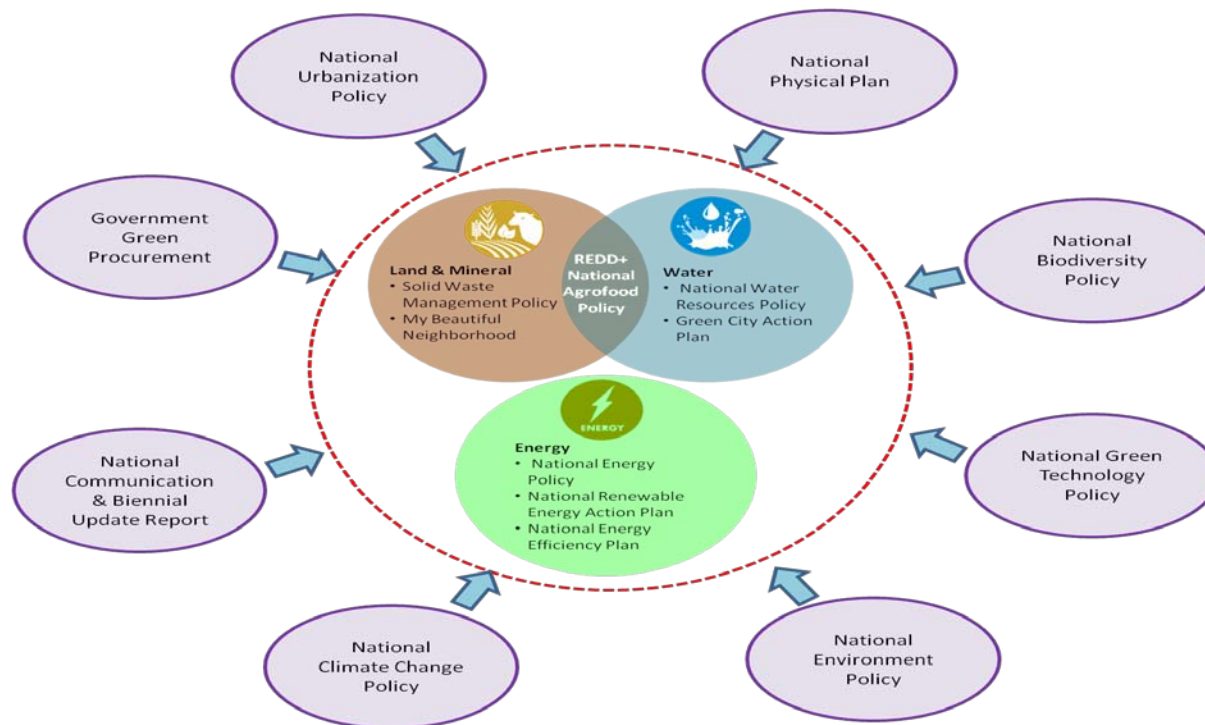 National
Urbanization
Policy
National
Physical Plan
Government
Green
Procurement
National
Biodiversity
Policy
Land & Mineral
• Solid Waste
Management Policy
• My Beautiful
Neighborhood
REDD+
National
Agrofood
Policy
Water
• National Water
Resources Policy
• Green City Action
Plan
ENERGY
Energy
• National Energy
Policy
• National Renewable
Energy Action Plan
• National Energy
Efficiency Plan
National
Communication
& Biennial
Update Report
National Green
Technology
Policy
National
Climate Change
Policy
National
Environment
Policy